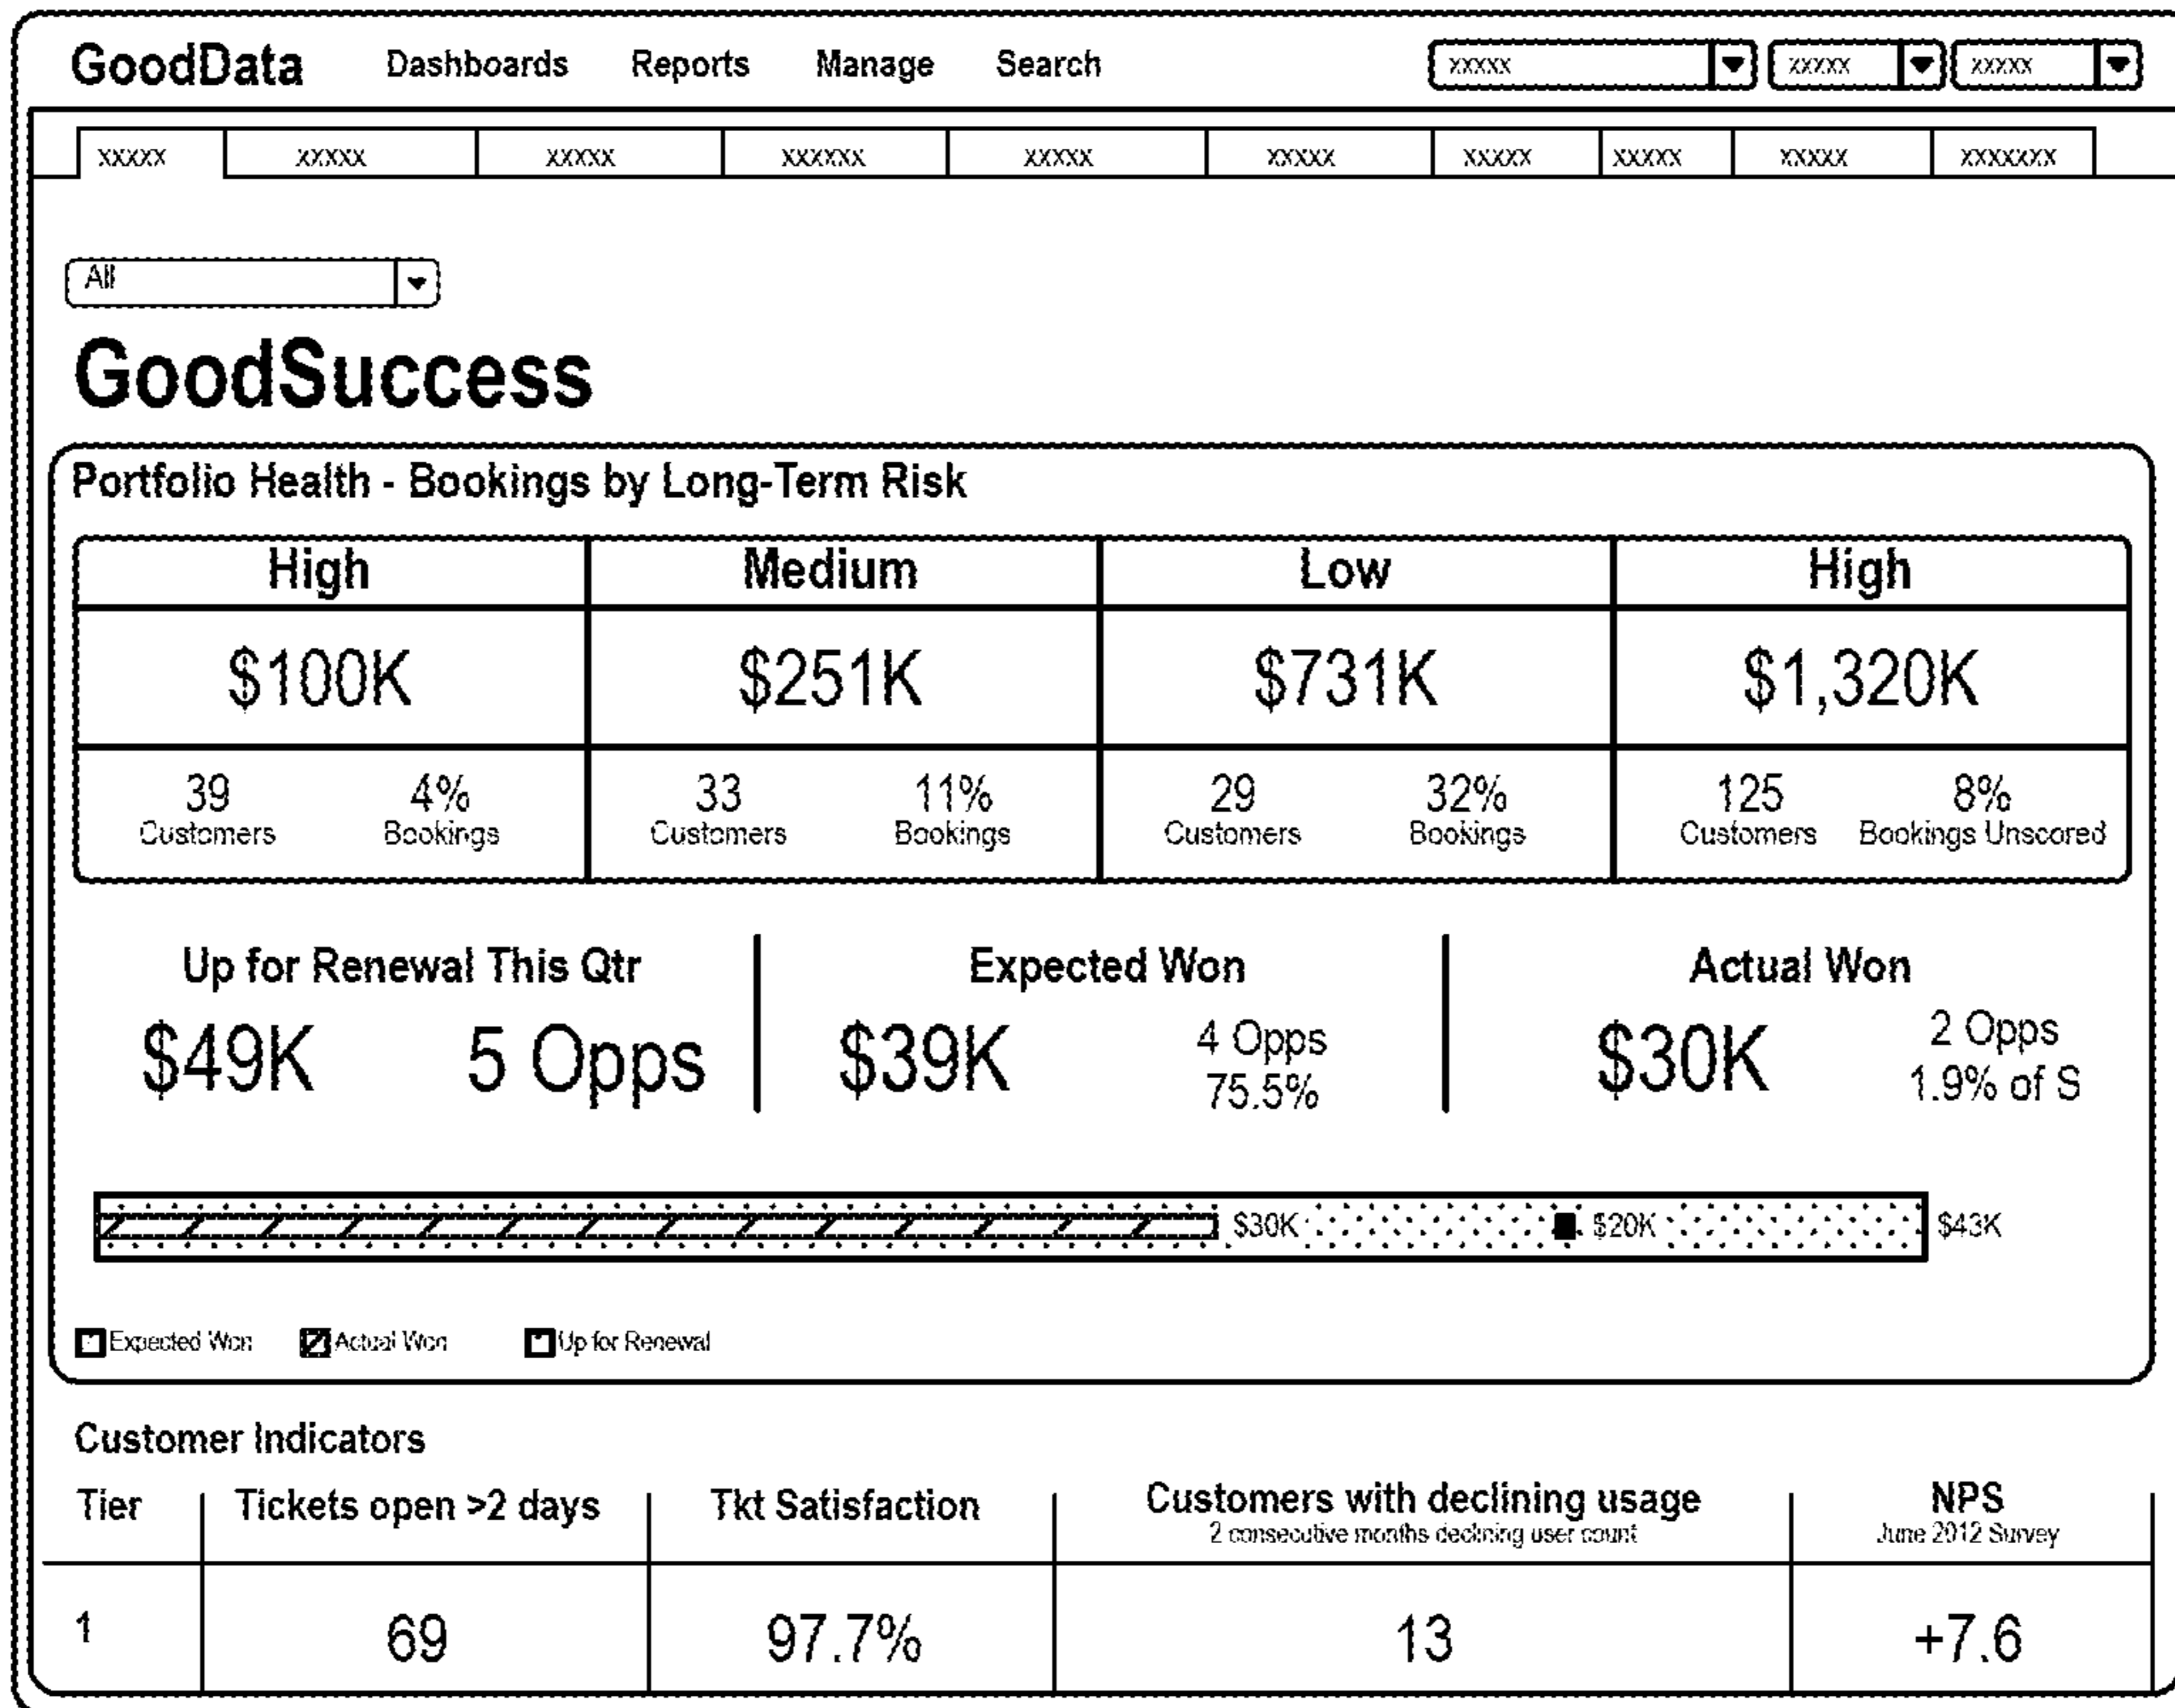 GoodData Dashboards Reports Manage Search xxxxx xxxxx xxxxx
xxxxx xxxxx xxxxx xxxxxx xxxxx xxxxx xxxxx xxxxx xxxxx xxxxxxx
All
GoodSuccess
Portfolio Health - Bookings by Long-Term Risk
High Medium Low High
$100K $251K $731K $1,320K
39 4% 33 11% 29 32% 125 8%
Customers Bookings Customers Bookings Customers Bookings Customers Bookings Unscored
Up for Renewal This Qtr Expected Won Actual Won
$49K 5 Opps $39K 4 Opps $30K 2 Opps
75.5% 1.9% of S
$30K $20K $43K
Expected Won Actual Won Up for Renewal
Customer Indicators
Tier Tickets open >2 days Tkt Satisfaction Customers with declining usage NPS
2 consecutive months declining user count June 2012 Survey
1 69 97.7% 13 +7.6